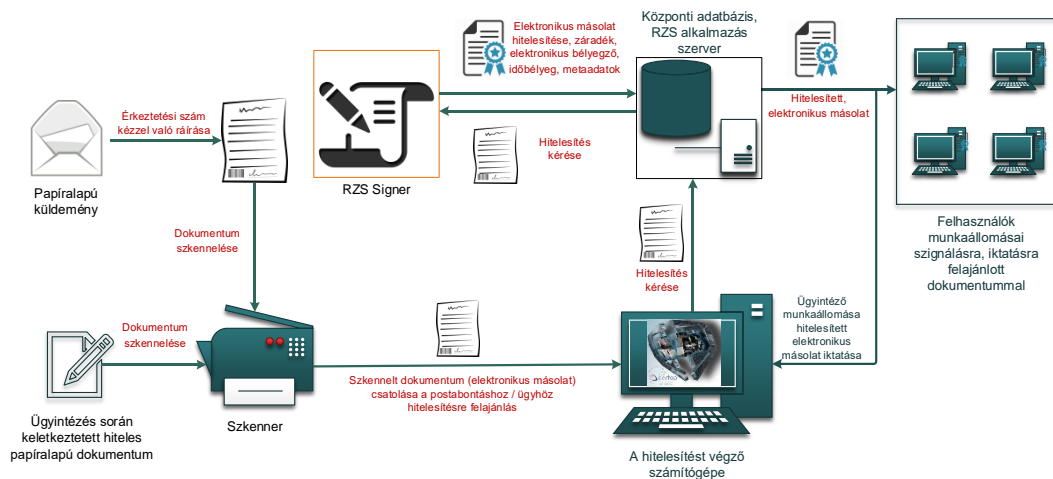 Elektronikus másolat
hitelesítése, záradék,
elektronikus bélyegző,
időbélyeg, metaadatok
Központi adatbázis,
RZS alkalmazás
szerver
Érkeztetési szám
kézzel való ráírása
Hitelesített,
elektronikus másolat
Hitelesítés
kérése
Papíralapú
küldemény
RZS Signer
Felhasználók
munkaállomásai
szignálásra, iktatásra
felajánlott
dokumentummal
Dokumentum
szkennelése
Hitelesítés
kérése
Ügyintéző
munkaállomása
hitelesített
elektronikus
másolat iktatása
Dokumentum
szkennelése
Szkennelt dokumentum (elektronikus másolat)
csatolása a postabontáshoz / ügyhöz
hitelesítésre felajánlás
Ügyintézés során
keletkeztetett hiteles
papíralapú dokumentum
Szkenner
A hitelesítést végző
számítógépe